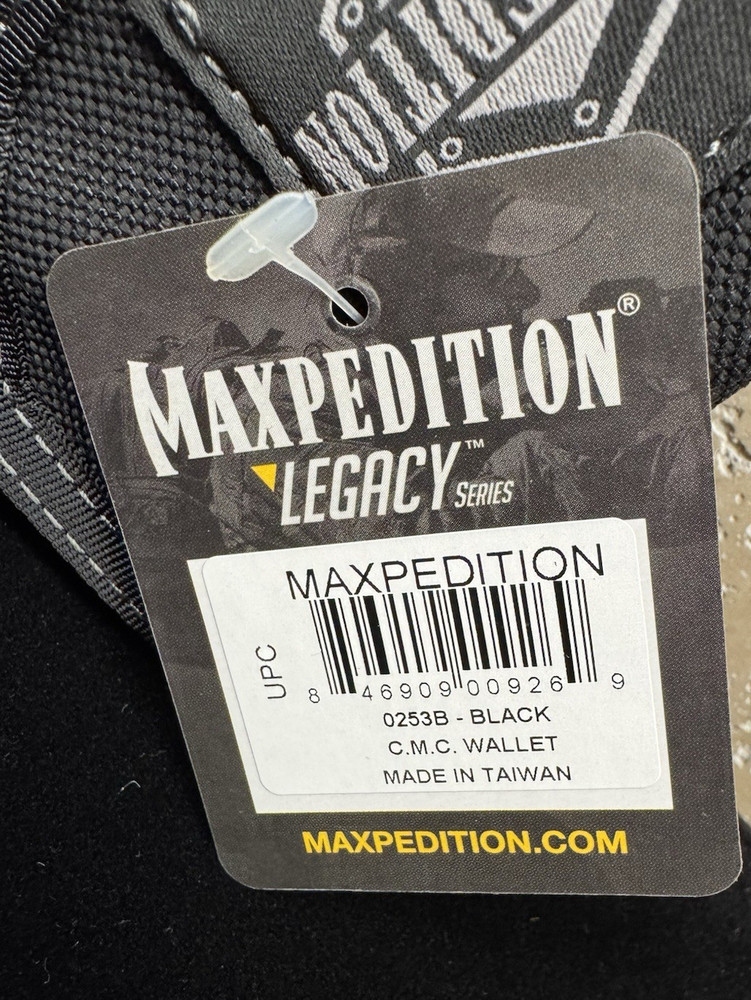 MAXPEDITION®
LEGACY™ SERIES
MAXPEDITION
UPC
8 46909 00926 9
0253B - BLACK
C.M.C. WALLET
MADE IN TAIWAN
MAXPEDITION.COM